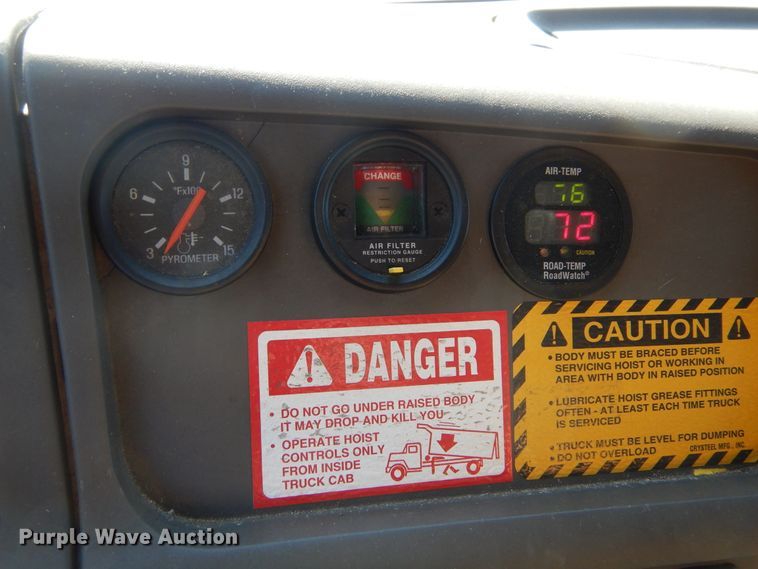 9
6
12
°Fx100
3
15
PYROMETER
CHANGE
AIR FILTER
AIR FILTER
RESTRICTION GAUGE
PUSH TO RESET
AIR-TEMP
76
72
CAUTION
ROAD-TEMP
RoadWatch®
DANGER
• DO NOT GO UNDER RAISED BODY
IT MAY DROP AND KILL YOU
• OPERATE HOIST
CONTROLS ONLY
FROM INSIDE
TRUCK CAB
CAUTION
• BODY MUST BE BRACED BEFORE
SERVICING HOIST OR WORKING IN
AREA WITH BODY IN RAISED POSITION
• LUBRICATE HOIST GREASE FITTINGS
OFTEN - AT LEAST EACH TIME TRUCK
IS SERVICED
• TRUCK MUST BE LEVEL FOR DUMPING
• DO NOT OVERLOAD
CRYSTEEL MFG., INC.
Purple Wave Auction®